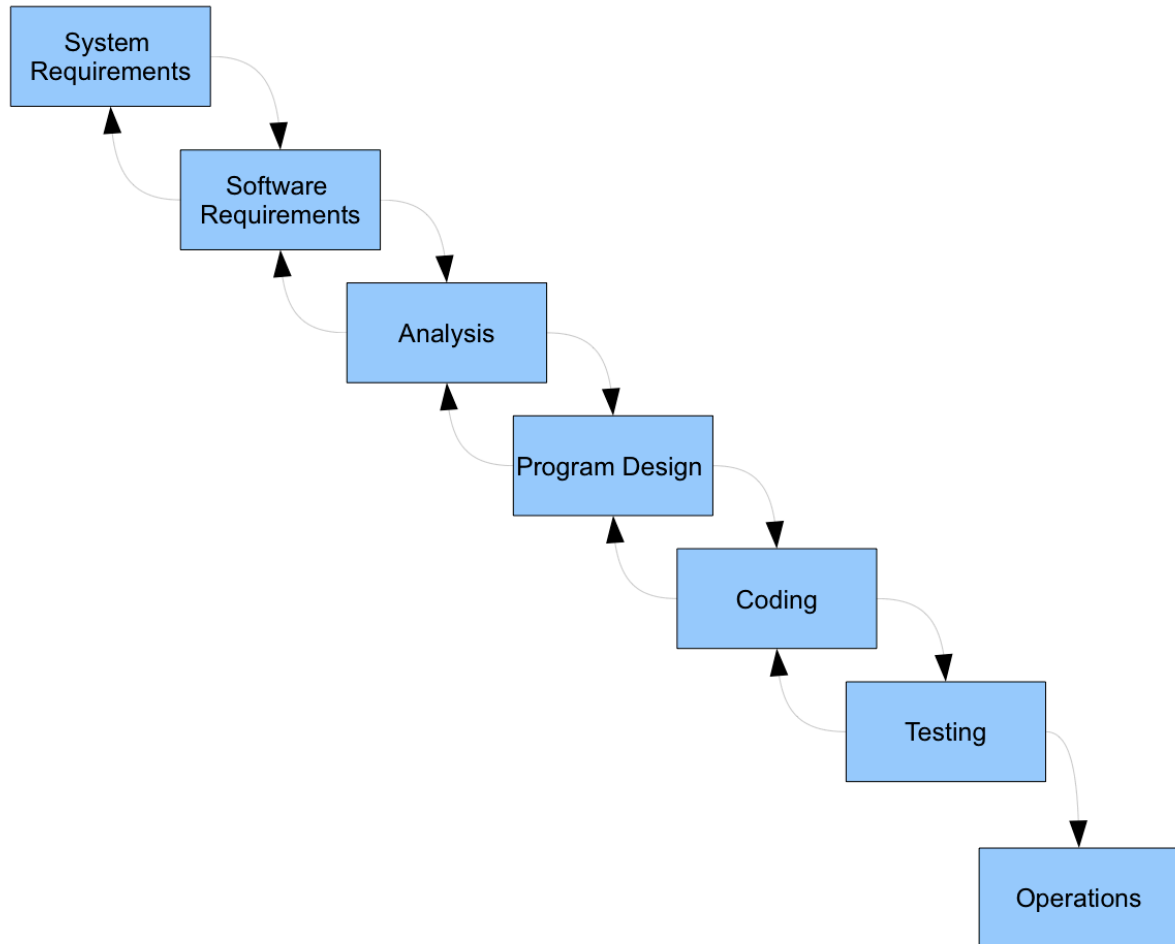 System
Requirements
Software
Requirements
Analysis
Program Design
Coding
Testing
Operations